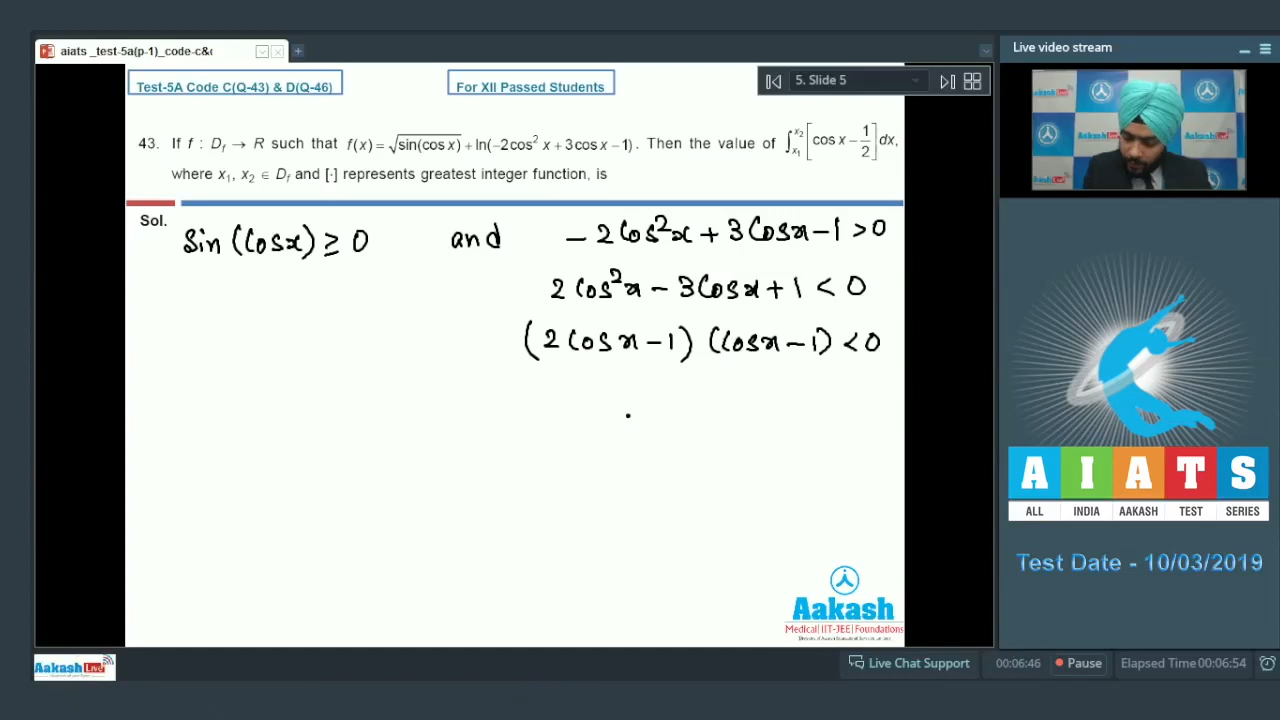 aiats _test-5a(p-1)_code-c&
Live video stream
Test-5A Code C(Q-43) & D(Q-46)
For XII Passed Students
5. Slide 5
43. If f : D_f → R such that f(x) = √sin(cos x) + ln(−2cos² x + 3cos x − 1). Then the value of ∫_{x₁}^{x₂} [cos x − 1/2] dx,
where x₁, x₂ ∈ D_f and [·] represents greatest integer function, is
Sol.
Sin (Cosx) ≥ 0 and − 2 Cos²x + 3 Cosx − 1 > 0
2 Cos²x − 3 Cosx + 1 < 0
(2 Cosx − 1) (Cosx − 1) < 0
A I A T S
ALL INDIA AAKASH TEST SERIES
Test Date - 10/03/2019
Aakash
Medical|IIT-JEE|Foundations
Aakash Live
Live Chat Support
00:06:46
Pause
Elapsed Time 00:06:54